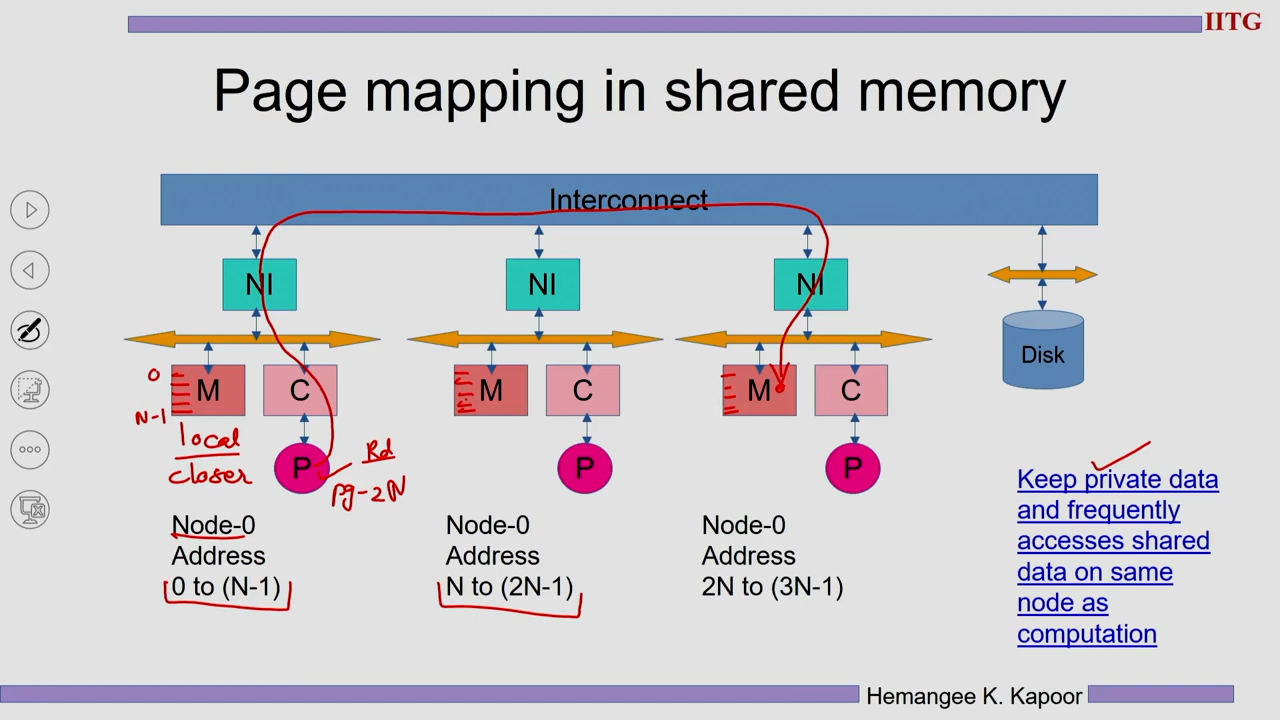 IITG
Page mapping in shared memory
Interconnect
NI
NI
NI
M
C
M
C
M
C
Disk
0
N-1
local
closer
P
Rd
pg-2N
P
P
Node-0
Address
0 to (N-1)
Node-0
Address
N to (2N-1)
Node-0
Address
2N to (3N-1)
Keep private data
and frequently
accesses shared
data on same
node as
computation
Hemangee K. Kapoor